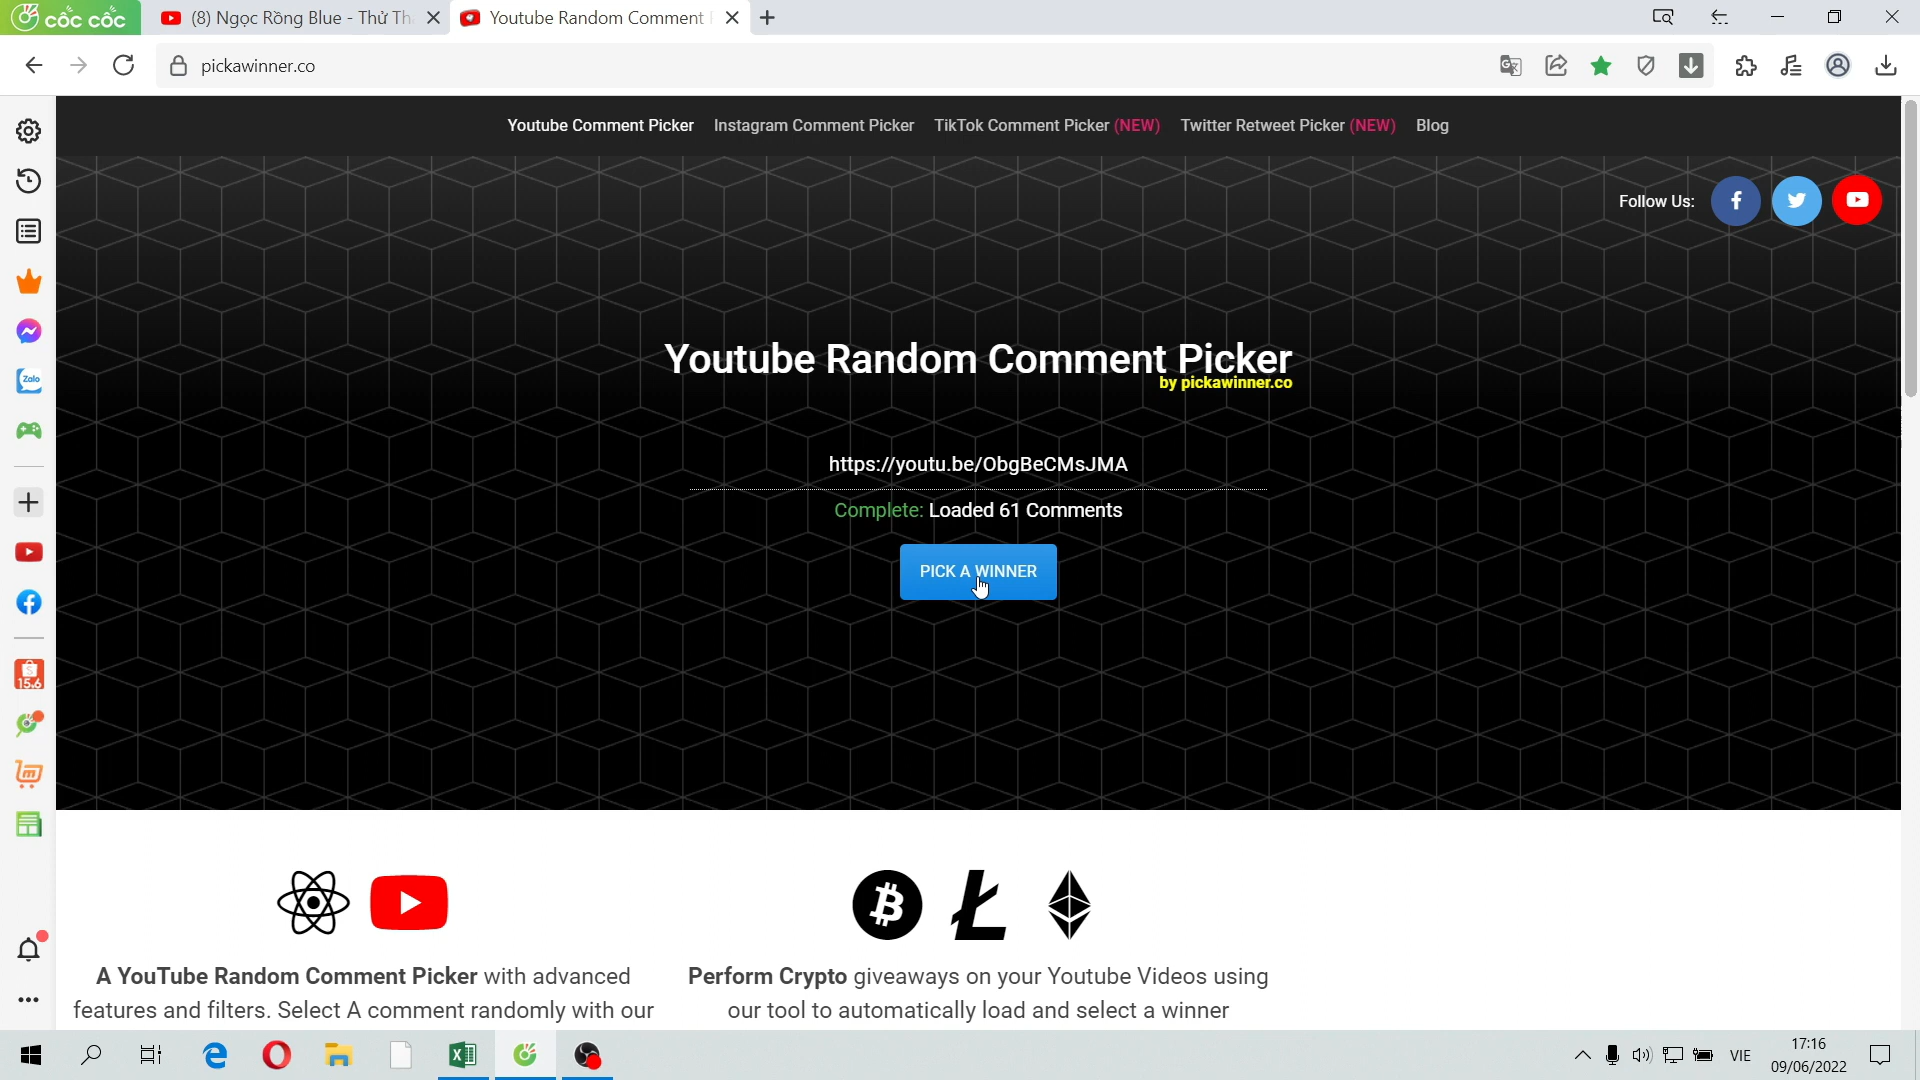 cốc cốc
(8) Ngọc Rồng Blue - Thử Th
Youtube Random Comment
pickawinner.co
Youtube Comment Picker Instagram Comment Picker TikTok Comment Picker (NEW) Twitter Retweet Picker (NEW) Blog
Follow Us:
Youtube Random Comment Picker
by pickawinner.co
https://youtu.be/ObgBeCMsJMA
Complete: Loaded 61 Comments
PICK A WINNER
Zalo
15.6
A YouTube Random Comment Picker with advanced
features and filters. Select A comment randomly with our
Perform Crypto giveaways on your Youtube Videos using
our tool to automatically load and select a winner
VIE
17:16
09/06/2022